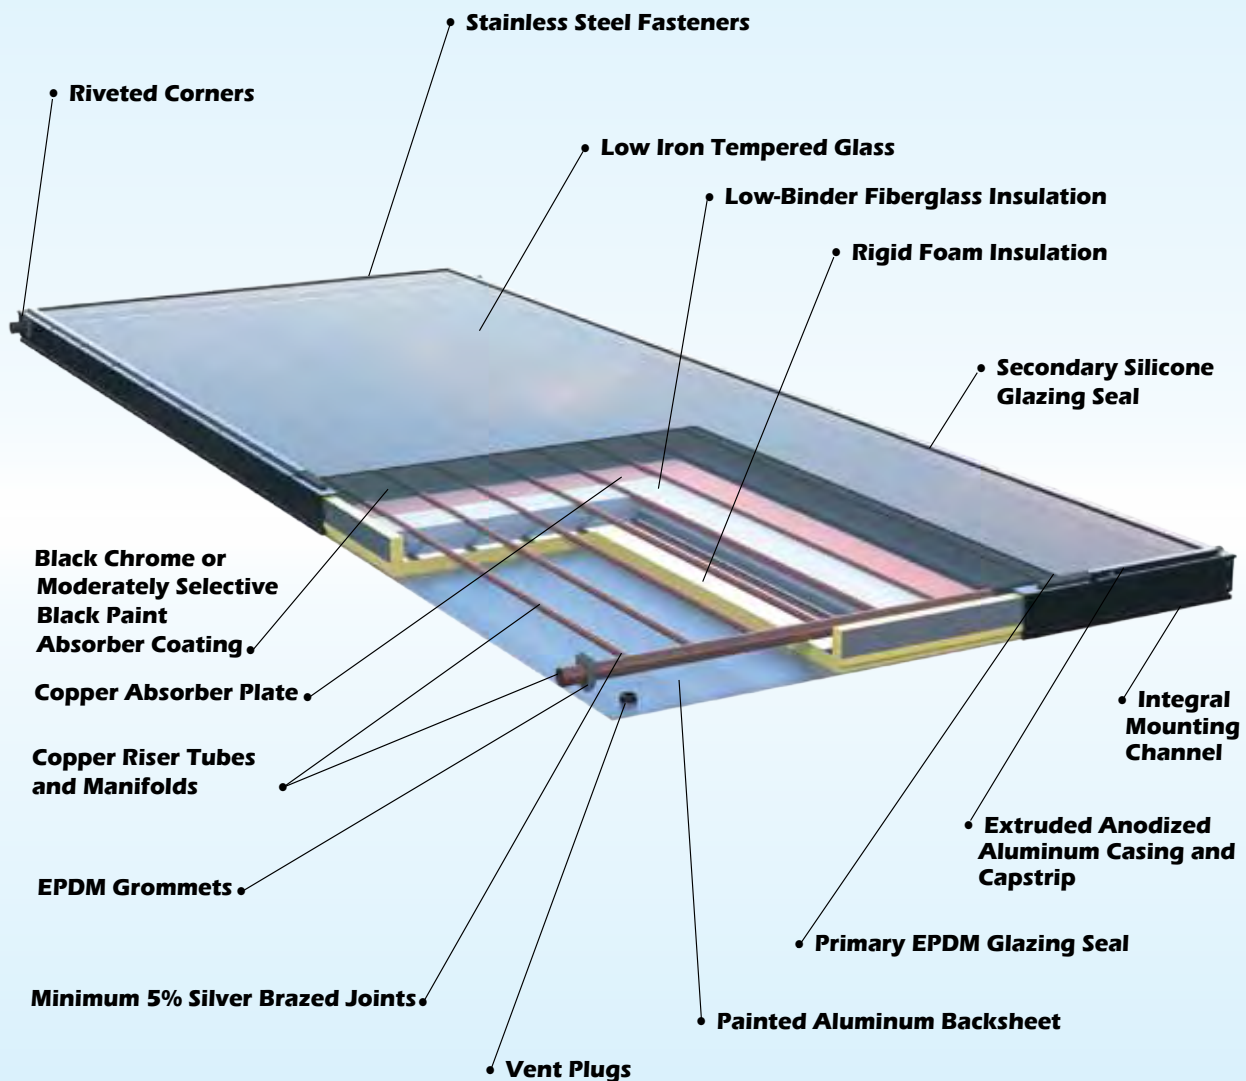 Stainless Steel Fasteners
Riveted Corners
Low Iron Tempered Glass
Low-Binder Fiberglass Insulation
Rigid Foam Insulation
Secondary Silicone
Glazing Seal
Black Chrome or
Moderately Selective
Black Paint
Absorber Coating
Copper Absorber Plate
Copper Riser Tubes
and Manifolds
EPDM Grommets
Minimum 5% Silver Brazed Joints
Vent Plugs
Integral
Mounting
Channel
Extruded Anodized
Aluminum Casing and
Capstrip
Primary EPDM Glazing Seal
Painted Aluminum Backsheet